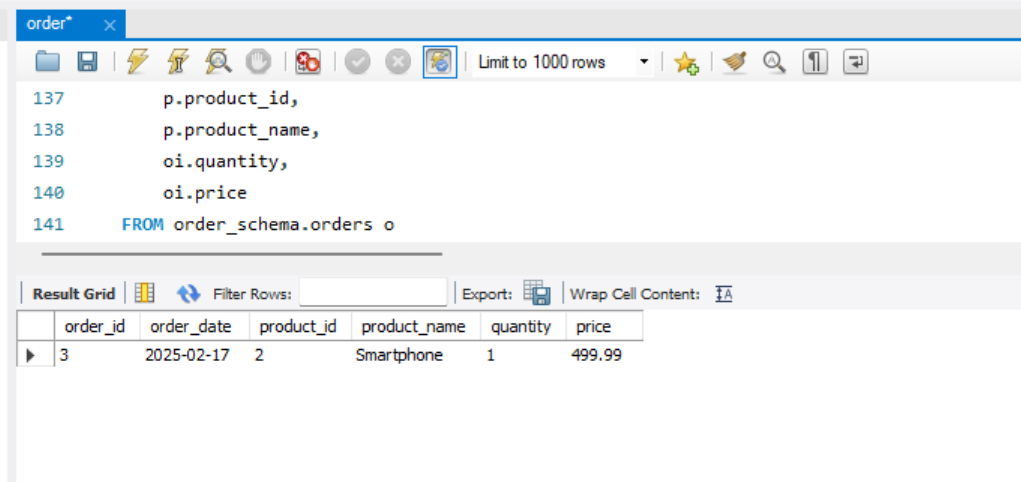 order*
Limit to 1000 rows
137 p.product_id,
138 p.product_name,
139 oi.quantity,
140 oi.price
141 FROM order_schema.orders o
Result Grid Filter Rows: Export: Wrap Cell Content: IA
order_id order_date product_id product_name quantity price
3 2025-02-17 2 Smartphone 1 499.99